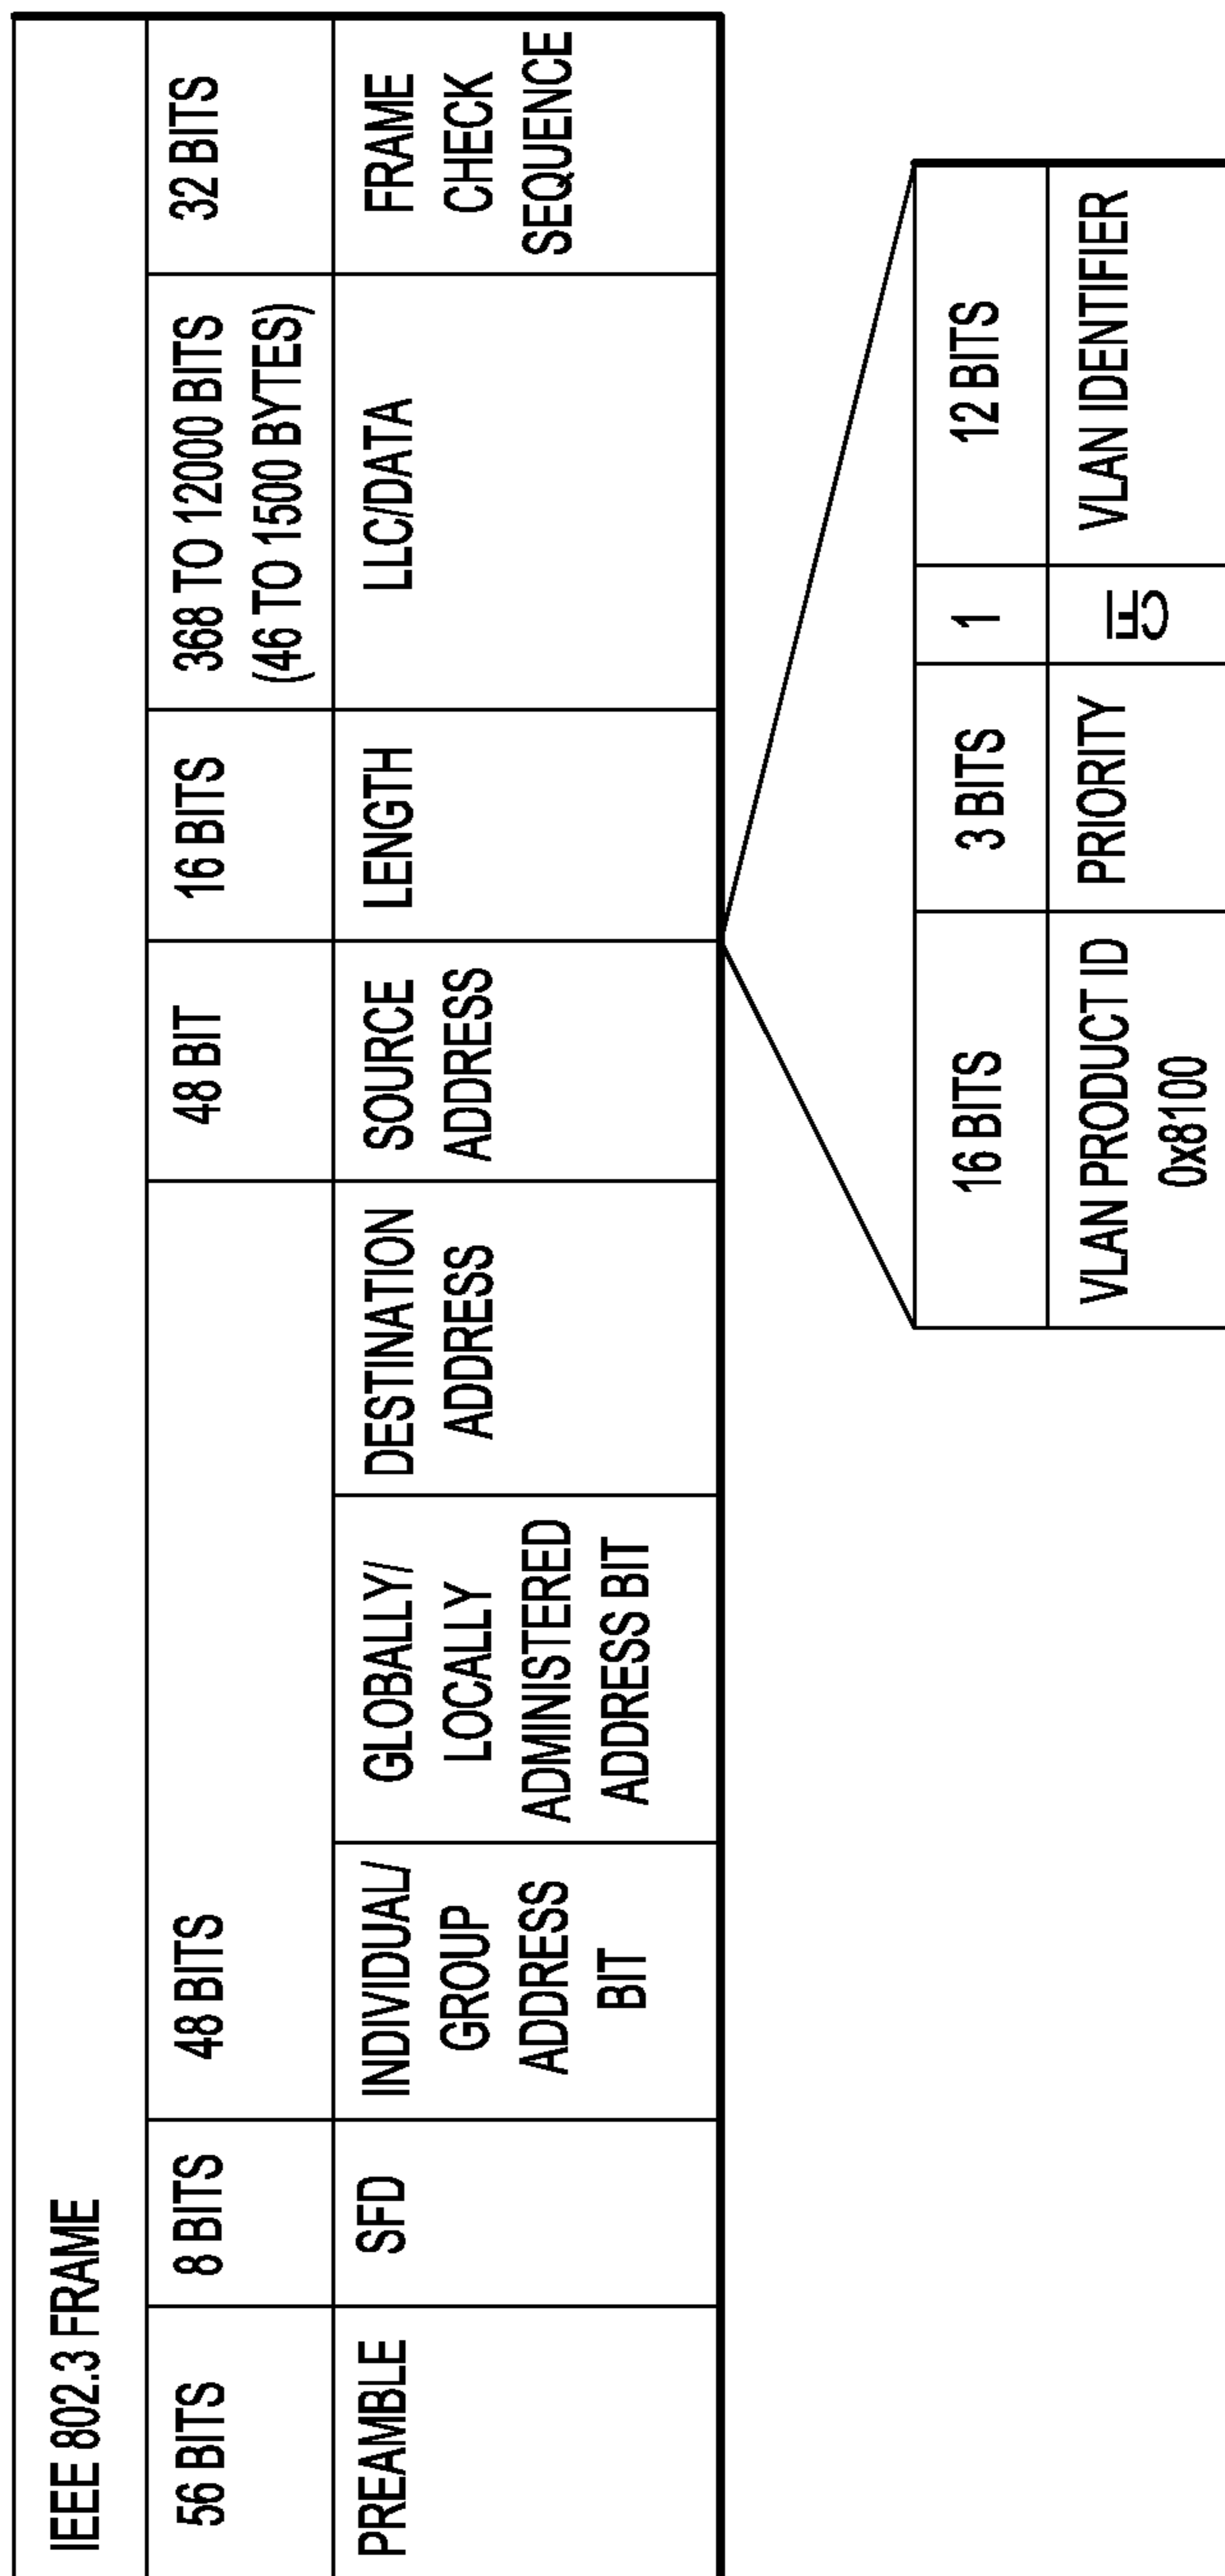 IEEE 802.3 FRAME
56 BITS
8 BITS
48 BITS
48 BIT
16 BITS
368 TO 12000 BITS
(46 TO 1500 BYTES)
32 BITS
PREAMBLE
SFD
INDIVIDUAL/
GROUP
ADDRESS
BIT
GLOBALLY/
LOCALLY
ADMINISTERED
ADDRESS BIT
DESTINATION
ADDRESS
SOURCE
ADDRESS
LENGTH
LLC/DATA
FRAME
CHECK
SEQUENCE
16 BITS
3 BITS
1
12 BITS
VLAN PRODUCT ID
0x8100
PRIORITY
CFI
VLAN IDENTIFIER